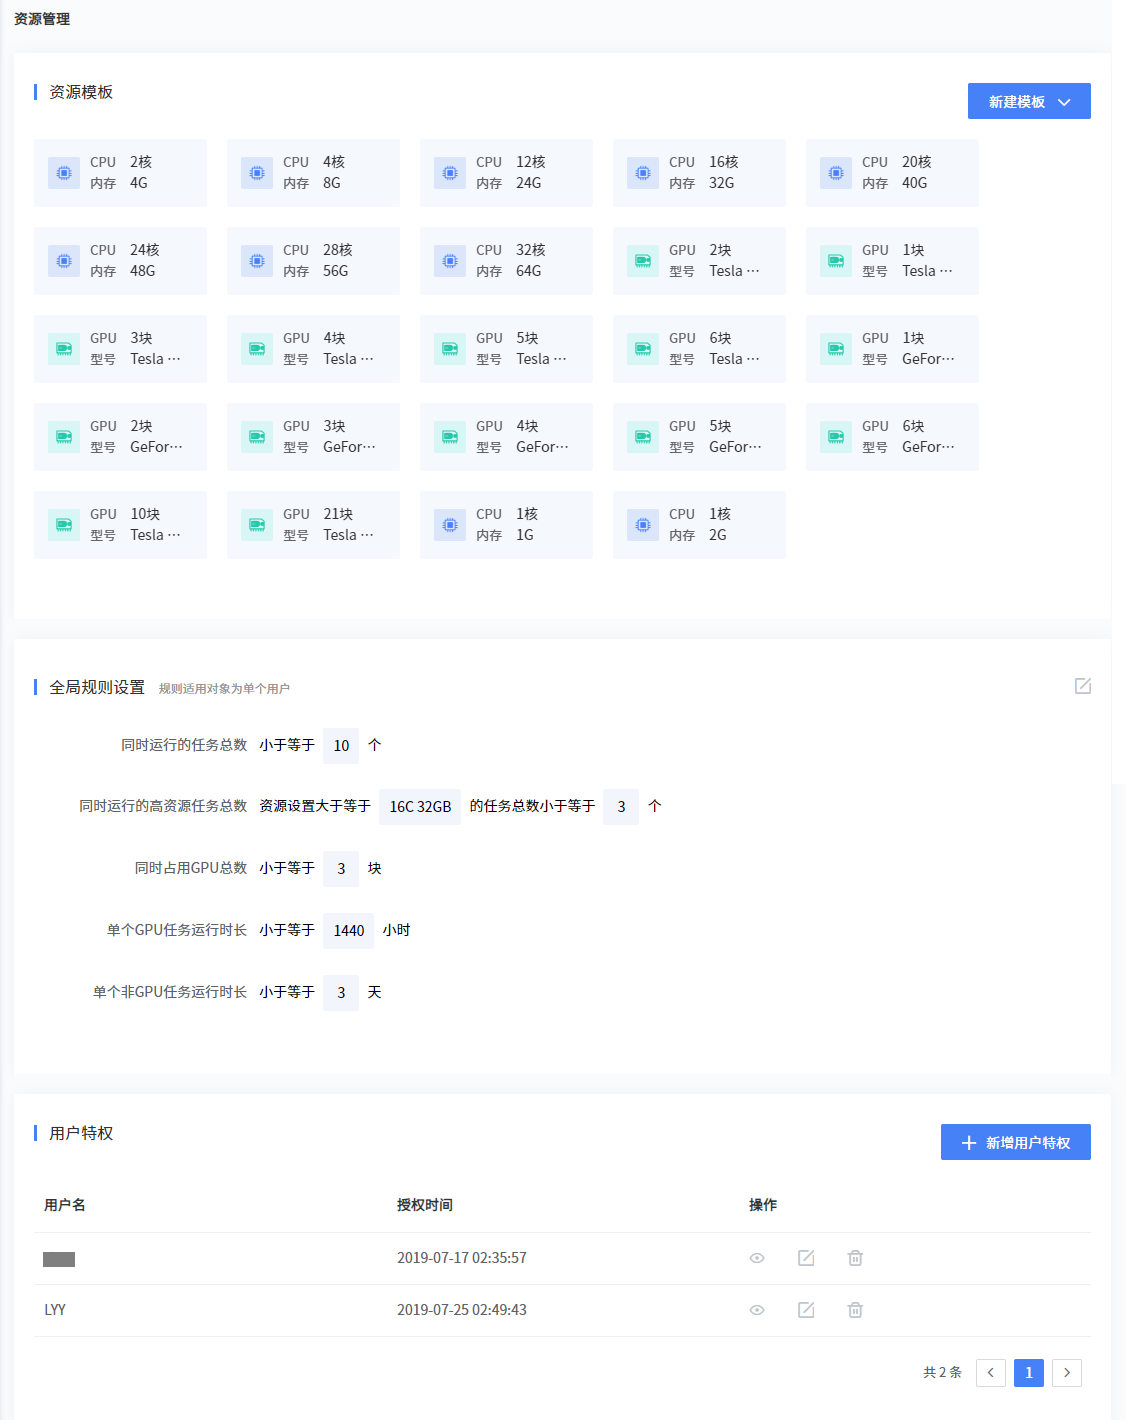 资源管理
资源模板
新建模板
CPU 2核 CPU 4核 CPU 12核 CPU 16核 CPU 20核
内存 4G 内存 8G 内存 24G 内存 32G 内存 40G
CPU 24核 CPU 28核 CPU 32核 GPU 2块 GPU 1块
内存 48G 内存 56G 内存 64G 型号 Tesla ··· 型号 Tesla ···
GPU 3块 GPU 4块 GPU 5块 GPU 6块 GPU 1块
型号 Tesla ··· 型号 Tesla ··· 型号 Tesla ··· 型号 Tesla ··· 型号 GeFor···
GPU 2块 GPU 3块 GPU 4块 GPU 5块 GPU 6块
型号 GeFor··· 型号 GeFor··· 型号 GeFor··· 型号 GeFor··· 型号 GeFor···
GPU 10块 GPU 21块 CPU 1核 CPU 1核
型号 Tesla ··· 型号 Tesla ··· 内存 1G 内存 2G
全局规则设置 规则适用对象为单个用户
同时运行的任务总数 小于等于 10 个
同时运行的高资源任务总数 资源设置大于等于 16C 32GB 的任务总数小于等于 3 个
同时占用GPU总数 小于等于 3 块
单个GPU任务运行时长 小于等于 1440 小时
单个非GPU任务运行时长 小于等于 3 天
用户特权
新增用户特权
用户名 授权时间 操作
2019-07-17 02:35:57
LYY 2019-07-25 02:49:43
共 2 条 1